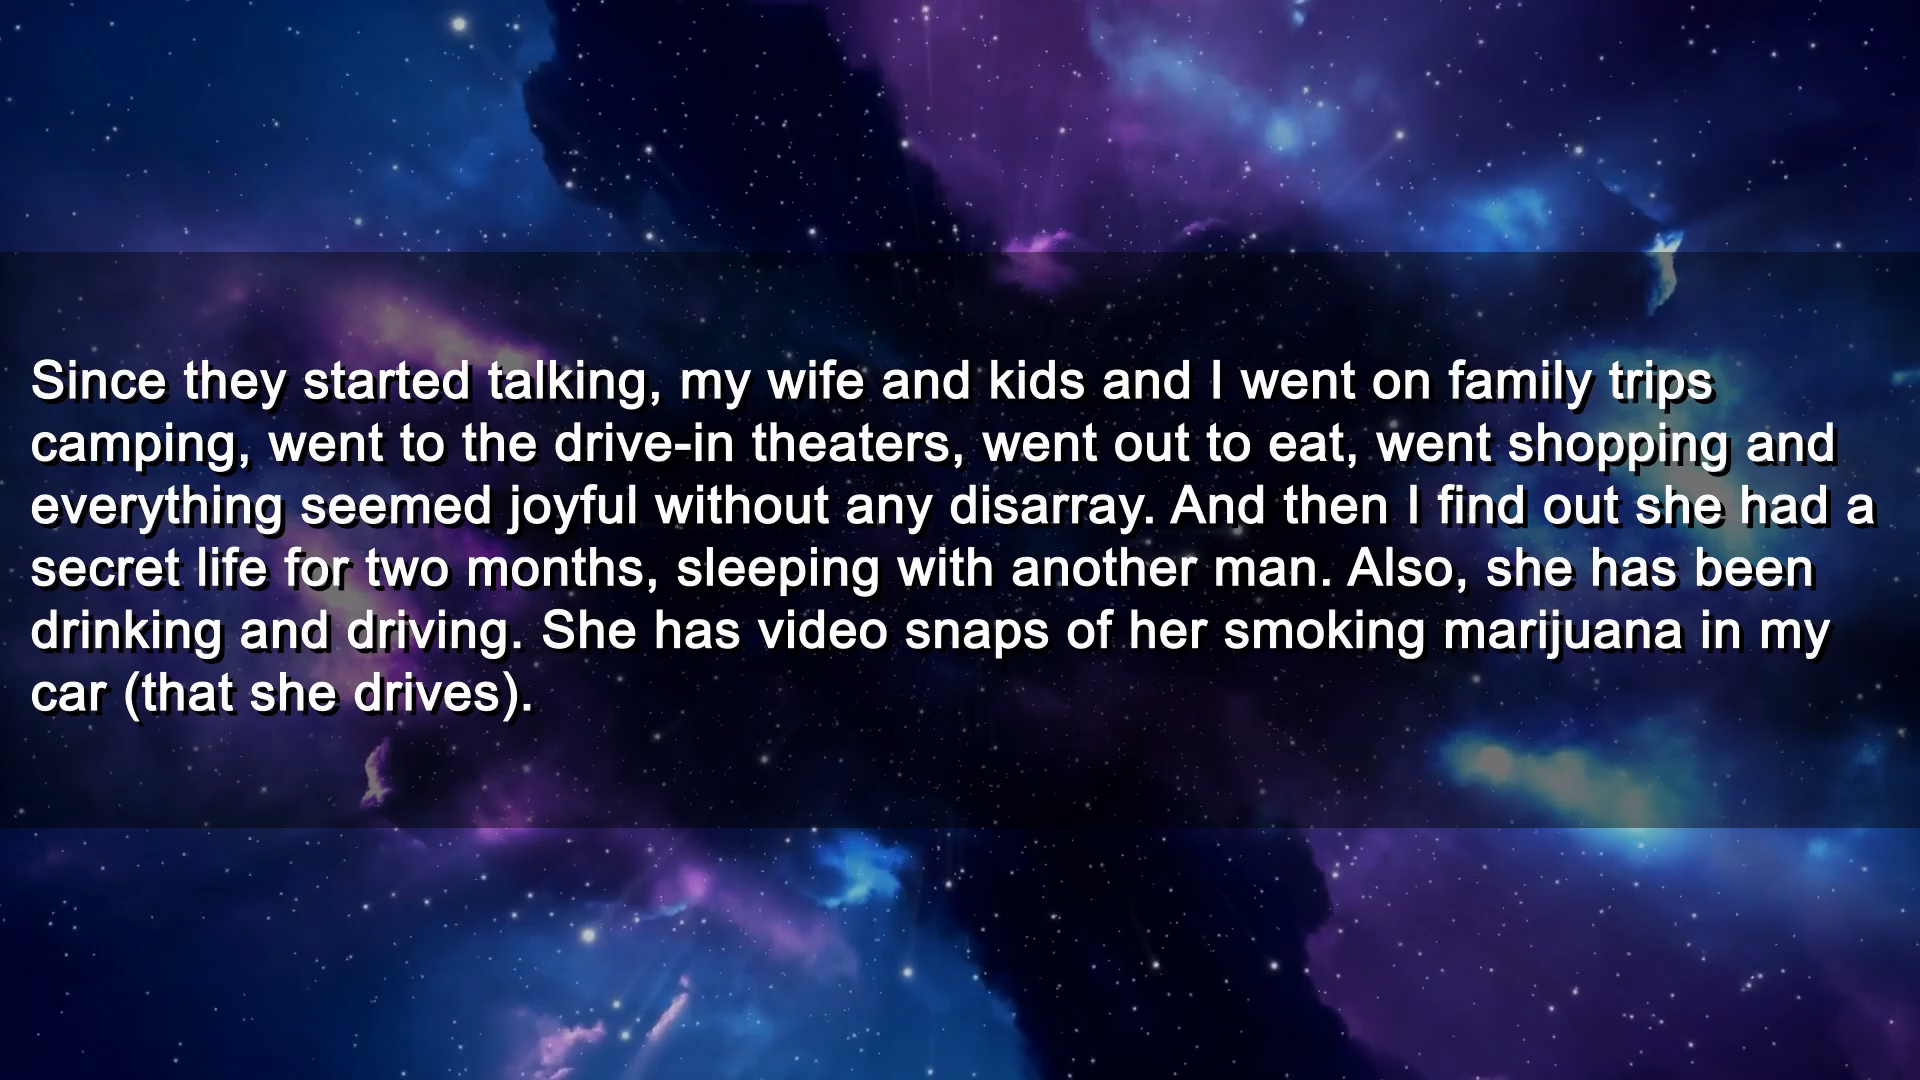 Since they started talking, my wife and kids and I went on family trips
camping, went to the drive-in theaters, went out to eat, went shopping and
everything seemed joyful without any disarray. And then I find out she had a
secret life for two months, sleeping with another man. Also, she has been
drinking and driving. She has video snaps of her smoking marijuana in my
car (that she drives).